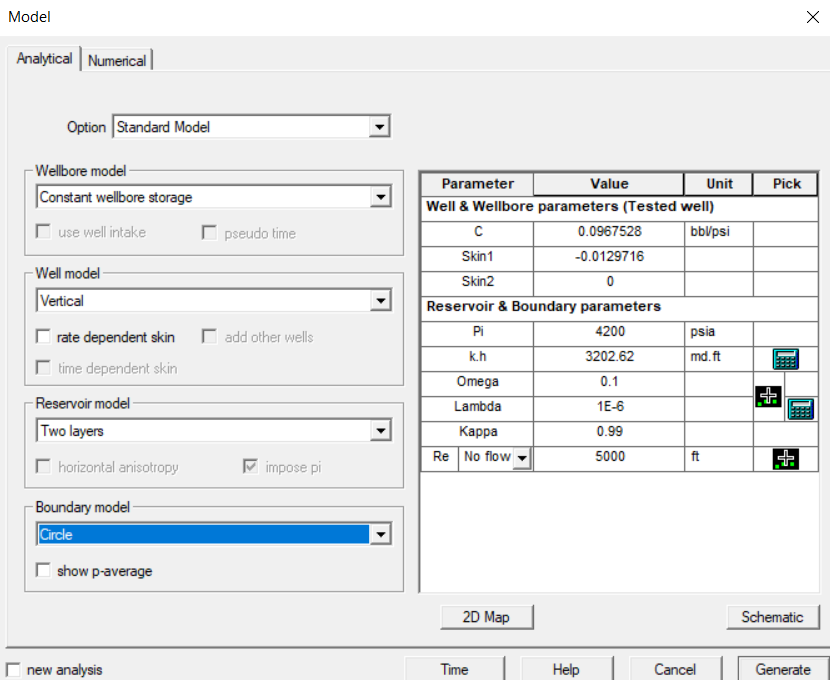 Model
Analytical Numerical
Option Standard Model
Wellbore model
Constant wellbore storage
use well intake pseudo time
Well model
Vertical
rate dependent skin add other wells
time dependent skin
Reservoir model
Two layers
horizontal anisotropy impose pi
Boundary model
Circle
show p-average
Parameter Value Unit Pick
Well & Wellbore parameters (Tested well)
C 0.0967528 bbl/psi
Skin1 -0.0129716
Skin2 0
Reservoir & Boundary parameters
Pi 4200 psia
k.h 3202.62 md.ft
Omega 0.1
Lambda 1E-6
Kappa 0.99
Re No flow 5000 ft
2D Map Schematic
new analysis Time Help Cancel Generate